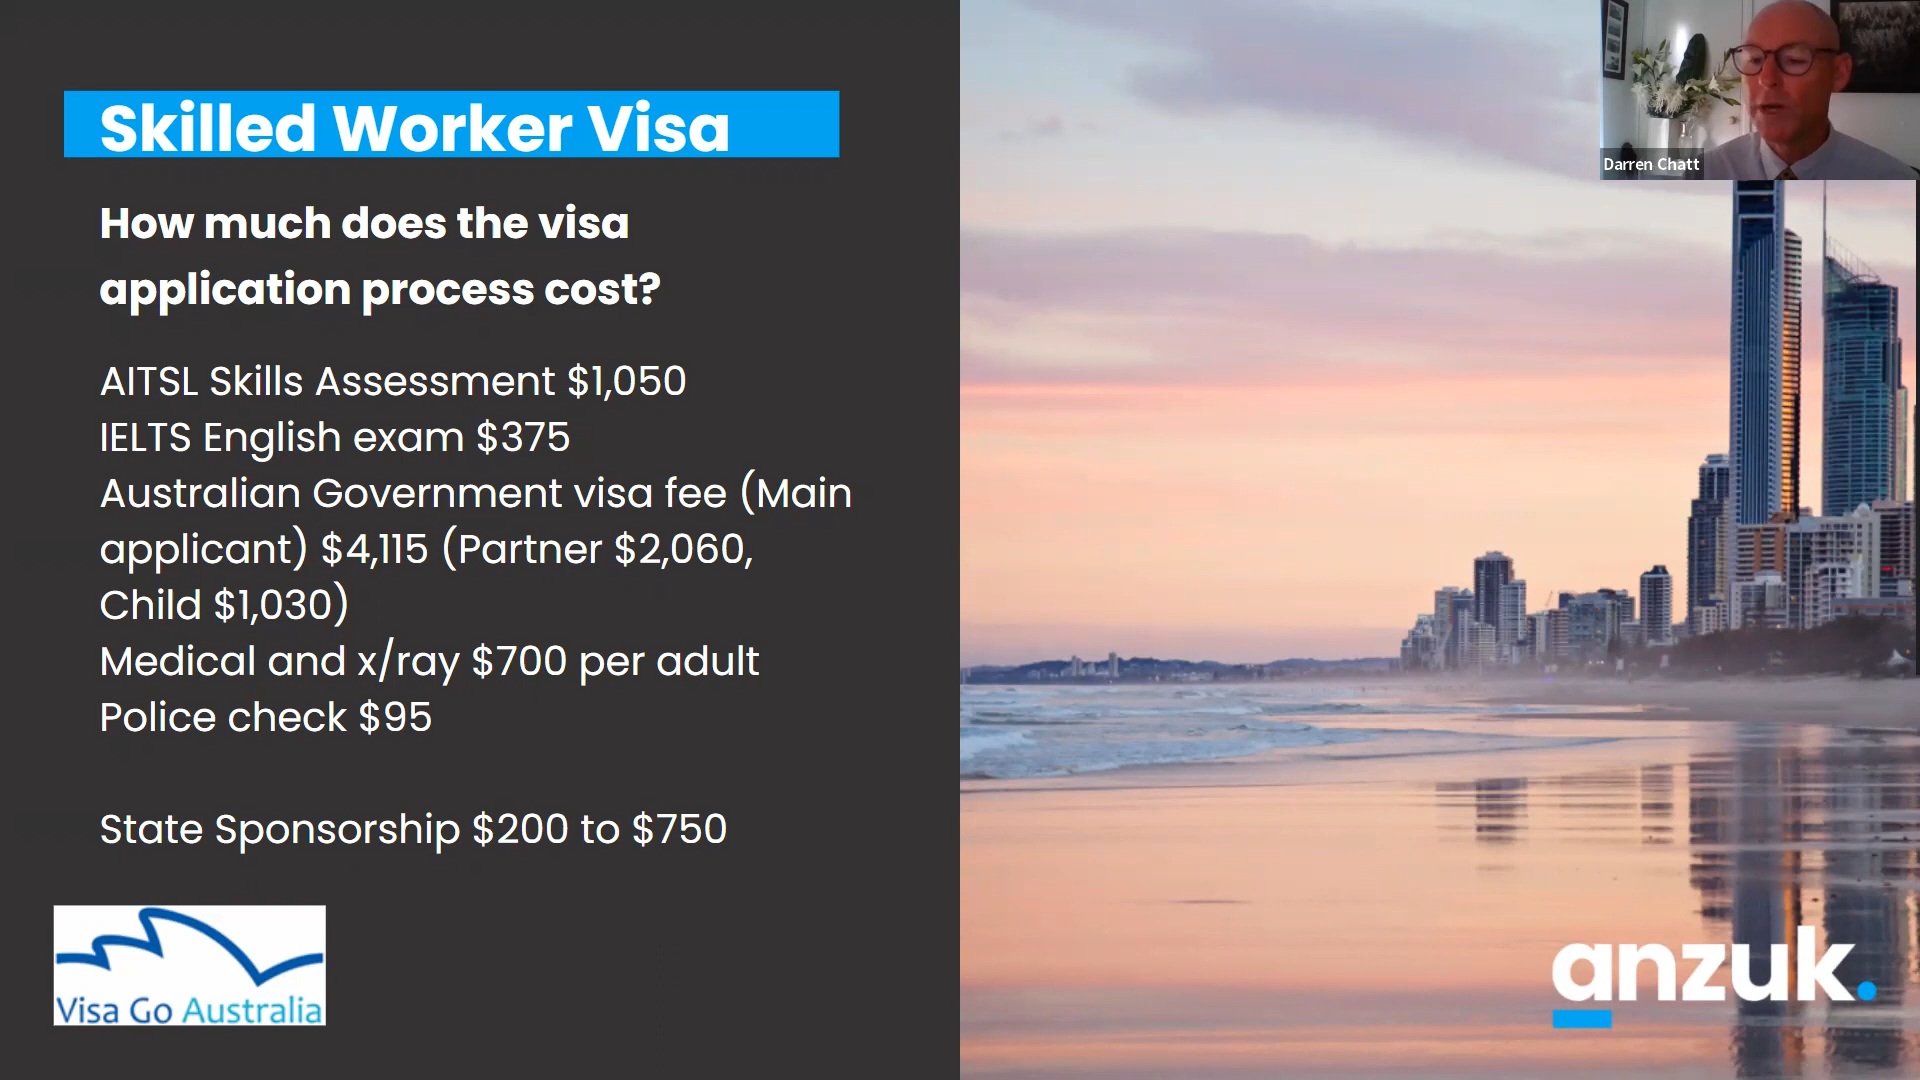 Skilled Worker Visa
How much does the visa
application process cost?
AITSL Skills Assessment $1,050
IELTS English exam $375
Australian Government visa fee (Main
applicant) $4,115 (Partner $2,060,
Child $1,030)
Medical and x/ray $700 per adult
Police check $95
State Sponsorship $200 to $750
Visa Go Australia
Darren Chatt
anzuk.